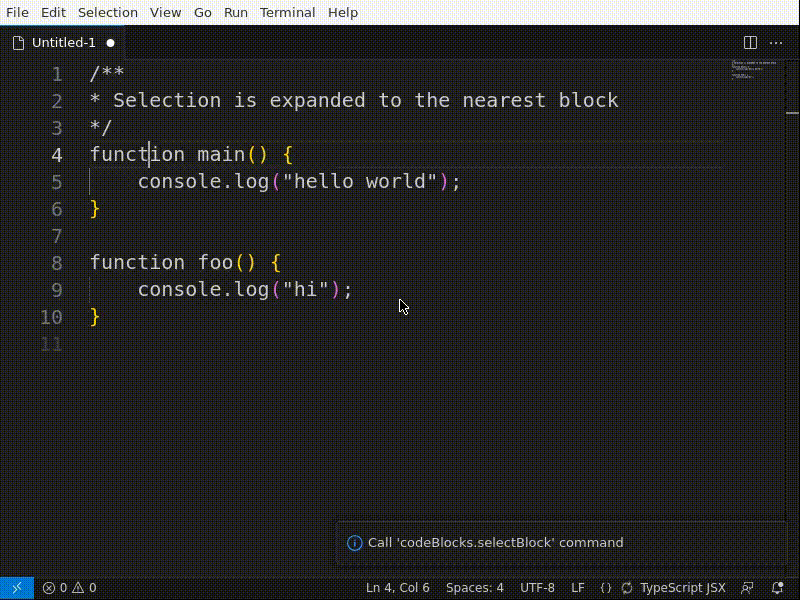 File Edit Selection View Go Run Terminal Help
Untitled-1
1 /**
2 * Selection is expanded to the nearest block
3 */
4 function main() {
5     console.log("hello world");
6 }
7
8 function foo() {
9     console.log("hi");
10 }
11
Call 'codeBlocks.selectBlock' command
0 0 Ln 4, Col 6 Spaces: 4 UTF-8 LF {} TypeScript JSX